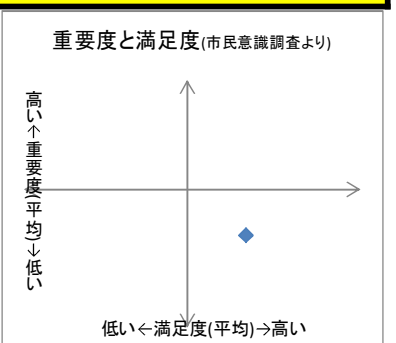 重要度と満足度(市民意識調査より)
高い↑重要度(平均)↓低い
低い←満足度(平均)→高い